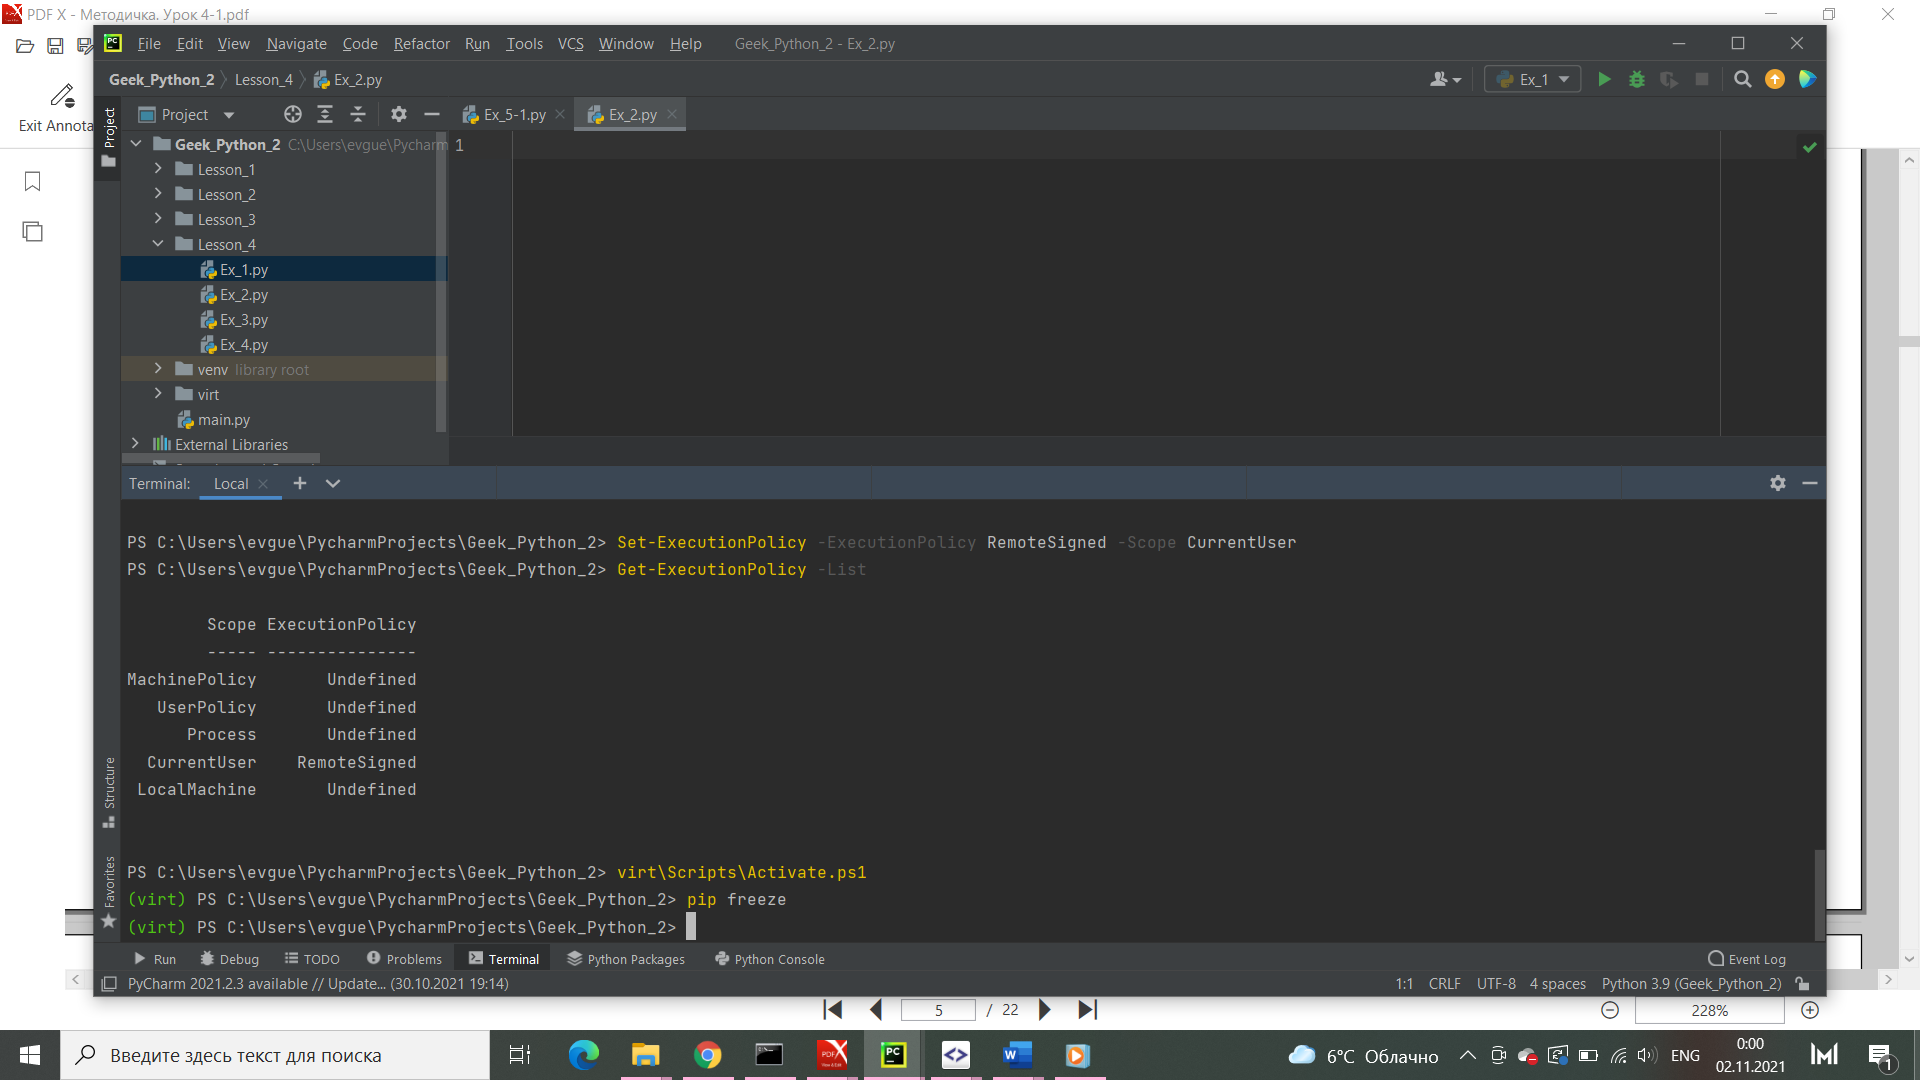 PDF X - Методичка. Урок 4-1.pdf
File Edit View Navigate Code Refactor Run Tools VCS Window Help Geek_Python_2 - Ex_2.py
Geek_Python_2 Lesson_4 Ex_2.py Ex_1
Exit Annota
Project
Project Ex_5-1.py Ex_2.py
Geek_Python_2 C:\Users\evgue\Pycharm 1
Lesson_1
Lesson_2
Lesson_3
Lesson_4
Ex_1.py
Ex_2.py
Ex_3.py
Ex_4.py
venv library root
virt
main.py
External Libraries
Terminal: Local
PS C:\Users\evgue\PycharmProjects\Geek_Python_2> Set-ExecutionPolicy -ExecutionPolicy RemoteSigned -Scope CurrentUser
PS C:\Users\evgue\PycharmProjects\Geek_Python_2> Get-ExecutionPolicy -List
Scope ExecutionPolicy
----- ---------------
MachinePolicy Undefined
UserPolicy Undefined
Process Undefined
CurrentUser RemoteSigned
LocalMachine Undefined
PS C:\Users\evgue\PycharmProjects\Geek_Python_2> virt\Scripts\Activate.ps1
(virt) PS C:\Users\evgue\PycharmProjects\Geek_Python_2> pip freeze
(virt) PS C:\Users\evgue\PycharmProjects\Geek_Python_2>
Structure
Favorites
Run Debug TODO Problems Terminal Python Packages Python Console Event Log
PyCharm 2021.2.3 available // Update... (30.10.2021 19:14) 1:1 CRLF UTF-8 4 spaces Python 3.9 (Geek_Python_2)
5 / 22 228%
Введите здесь текст для поиска
6°C Облачно ENG
0:00
02.11.2021
1